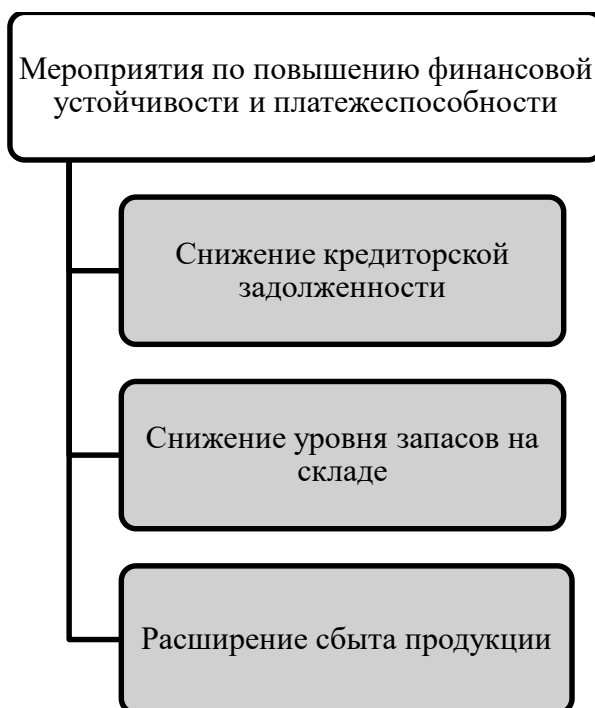 Мероприятия по повышению финансовой
устойчивости и платежеспособности
Снижение кредиторской
задолженности
Снижение уровня запасов на
складе
Расширение сбыта продукции